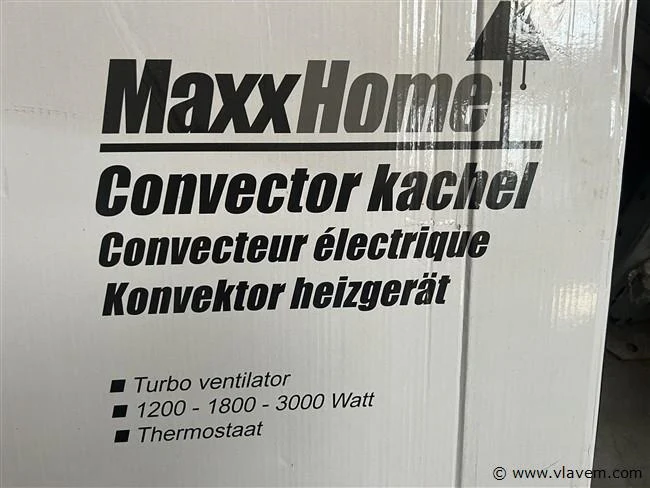 MaxxHome
Convector kachel
Convecteur électrique
Konvektor heizgerät
■ Turbo ventilator
■ 1200 - 1800 - 3000 Watt
■ Thermostaat
© www.vlavem.com